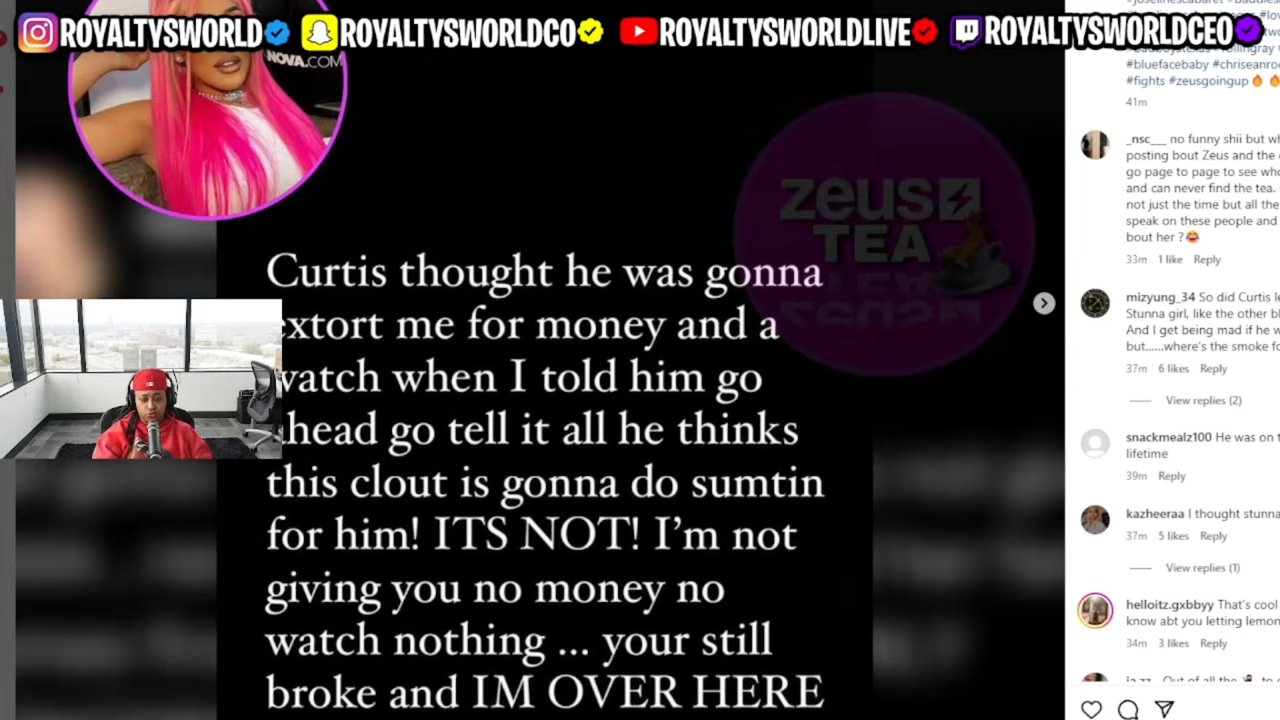 ROYALTYSWORLD ROYALTYSWORLDCO ROYALTYSWORLDLIVE ROYALTYSWORLDCEO
NOVA.COM
zeus
TEA
Curtis thought he was gonna
extort me for money and a
watch when I told him go
ahead go tell it all he thinks
this clout is gonna do sumtin
for him! ITS NOT! I'm not
giving you no money no
watch nothing ... your still
broke and IM OVER HERE
#bluefacebaby
#fights #zeusgoingup 🔥 🔥
41m
_nsc___ no funny shii but
posting bout Zeus and the
go page to page to see
and can never find the tea.
not just the time but all the
speak on these people and
bout her ?😂
33m 1 like Reply
mizyung_34 So did Curtis
Stunna girl, like the other
And I get being mad if he
but......where's the smoke
37m 6 likes Reply
View replies (2)
snackmealz100 He was on
lifetime
39m Reply
kazheeraa I thought
37m 5 likes Reply
View replies (1)
helloitz.gxbbyy That's cool
know abt you letting
34m 3 likes Reply